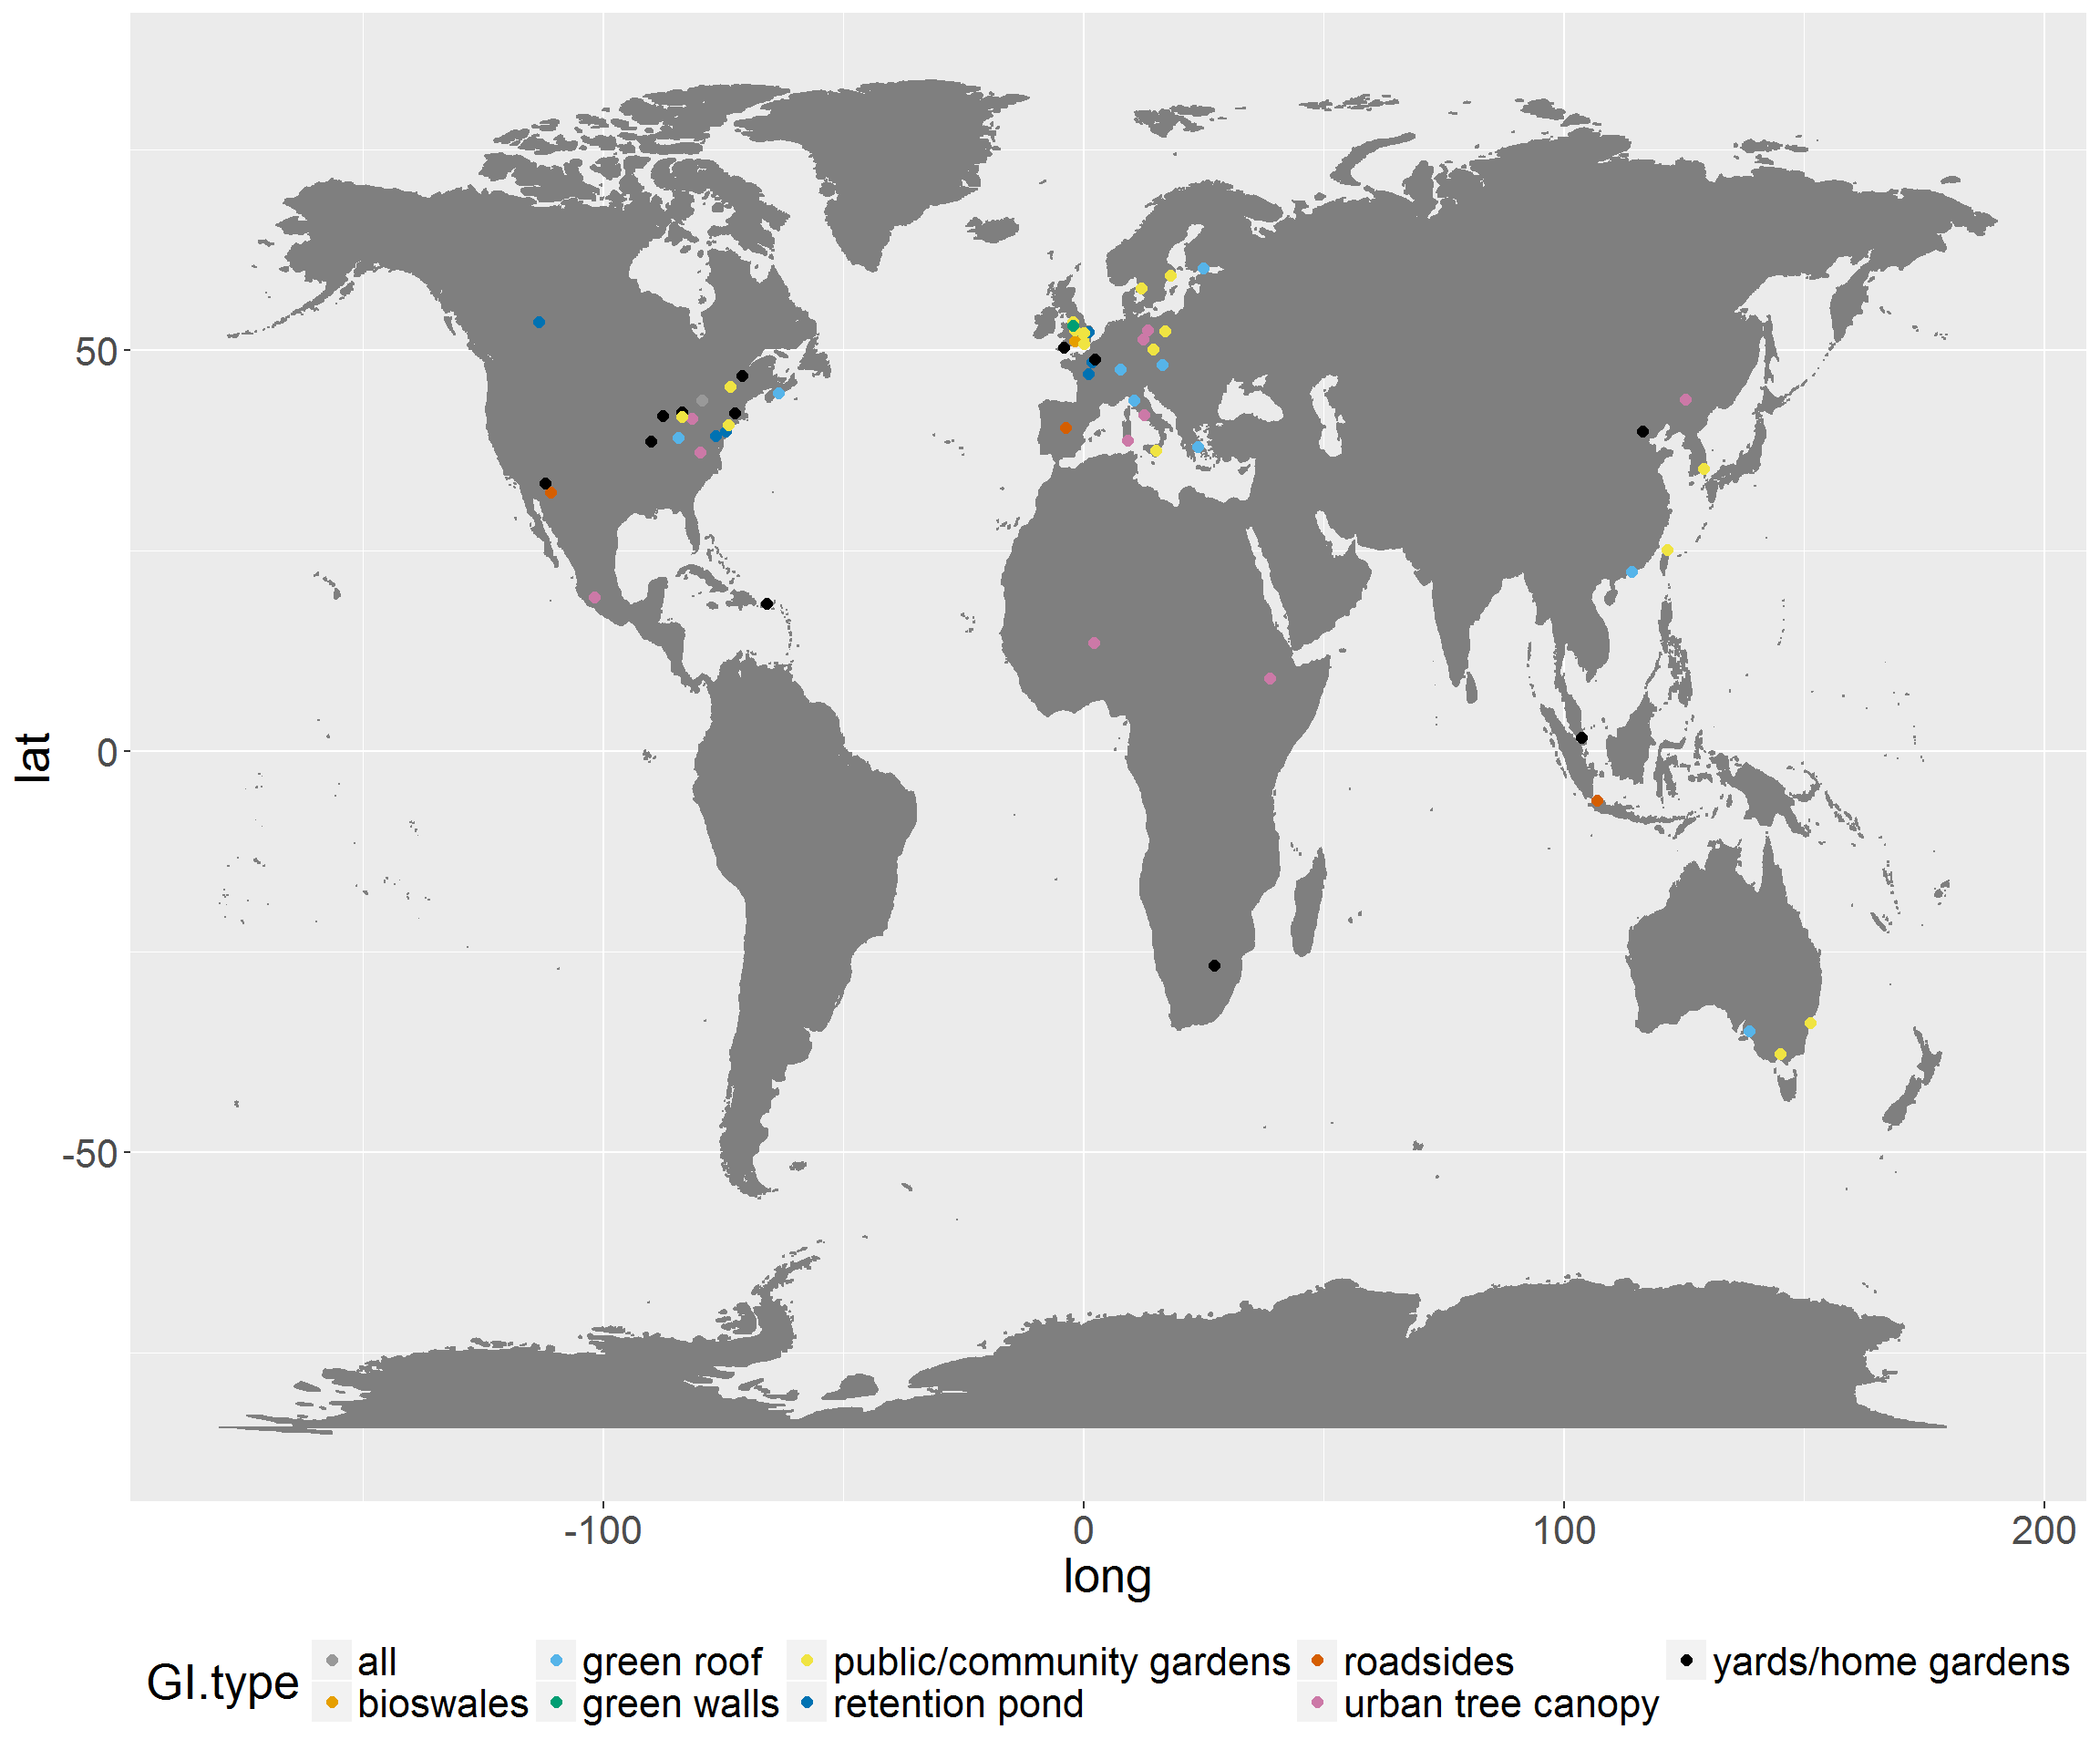 50
0
-50
lat
-100 0 100 200
long
GI.type
all green roof public/community gardens roadsides yards/home gardens
bioswales green walls retention pond urban tree canopy